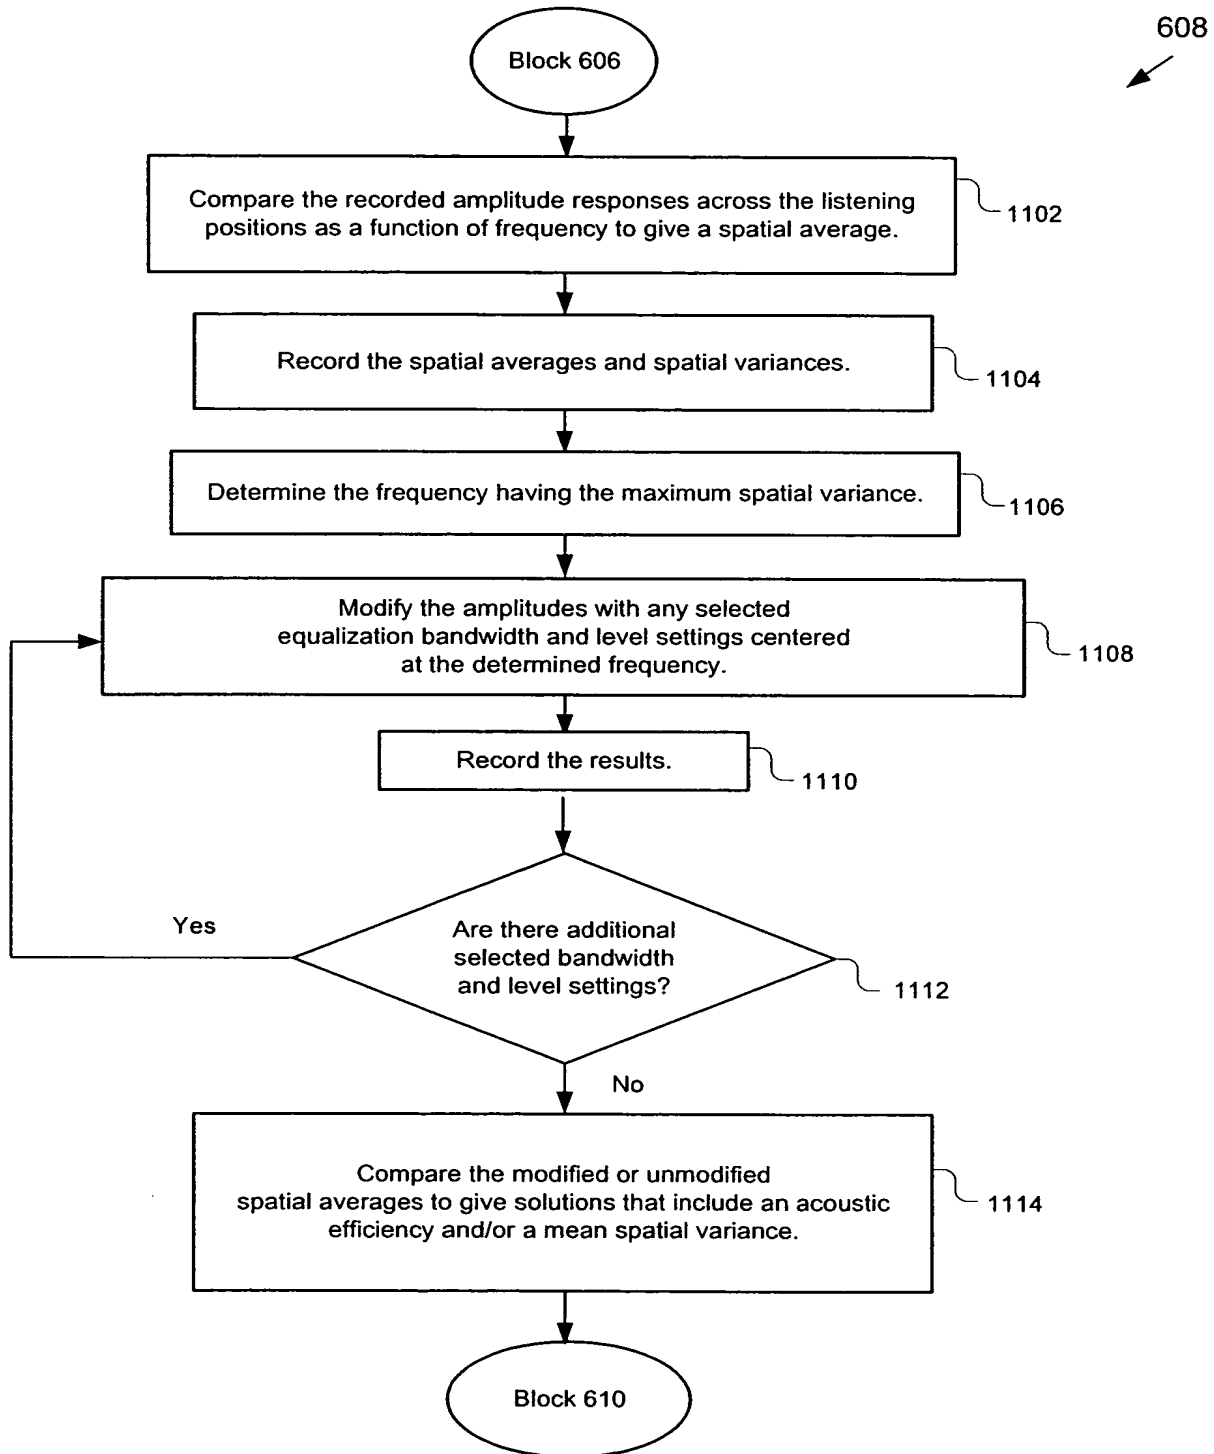 608
Block 606
Compare the recorded amplitude responses across the listening
positions as a function of frequency to give a spatial average.
1102
Record the spatial averages and spatial variances.
1104
Determine the frequency having the maximum spatial variance.
1106
Modify the amplitudes with any selected
equalization bandwidth and level settings centered
at the determined frequency.
1108
Record the results.
1110
Yes
Are there additional
selected bandwidth
and level settings?
1112
No
Compare the modified or unmodified
spatial averages to give solutions that include an acoustic
efficiency and/or a mean spatial variance.
1114
Block 610